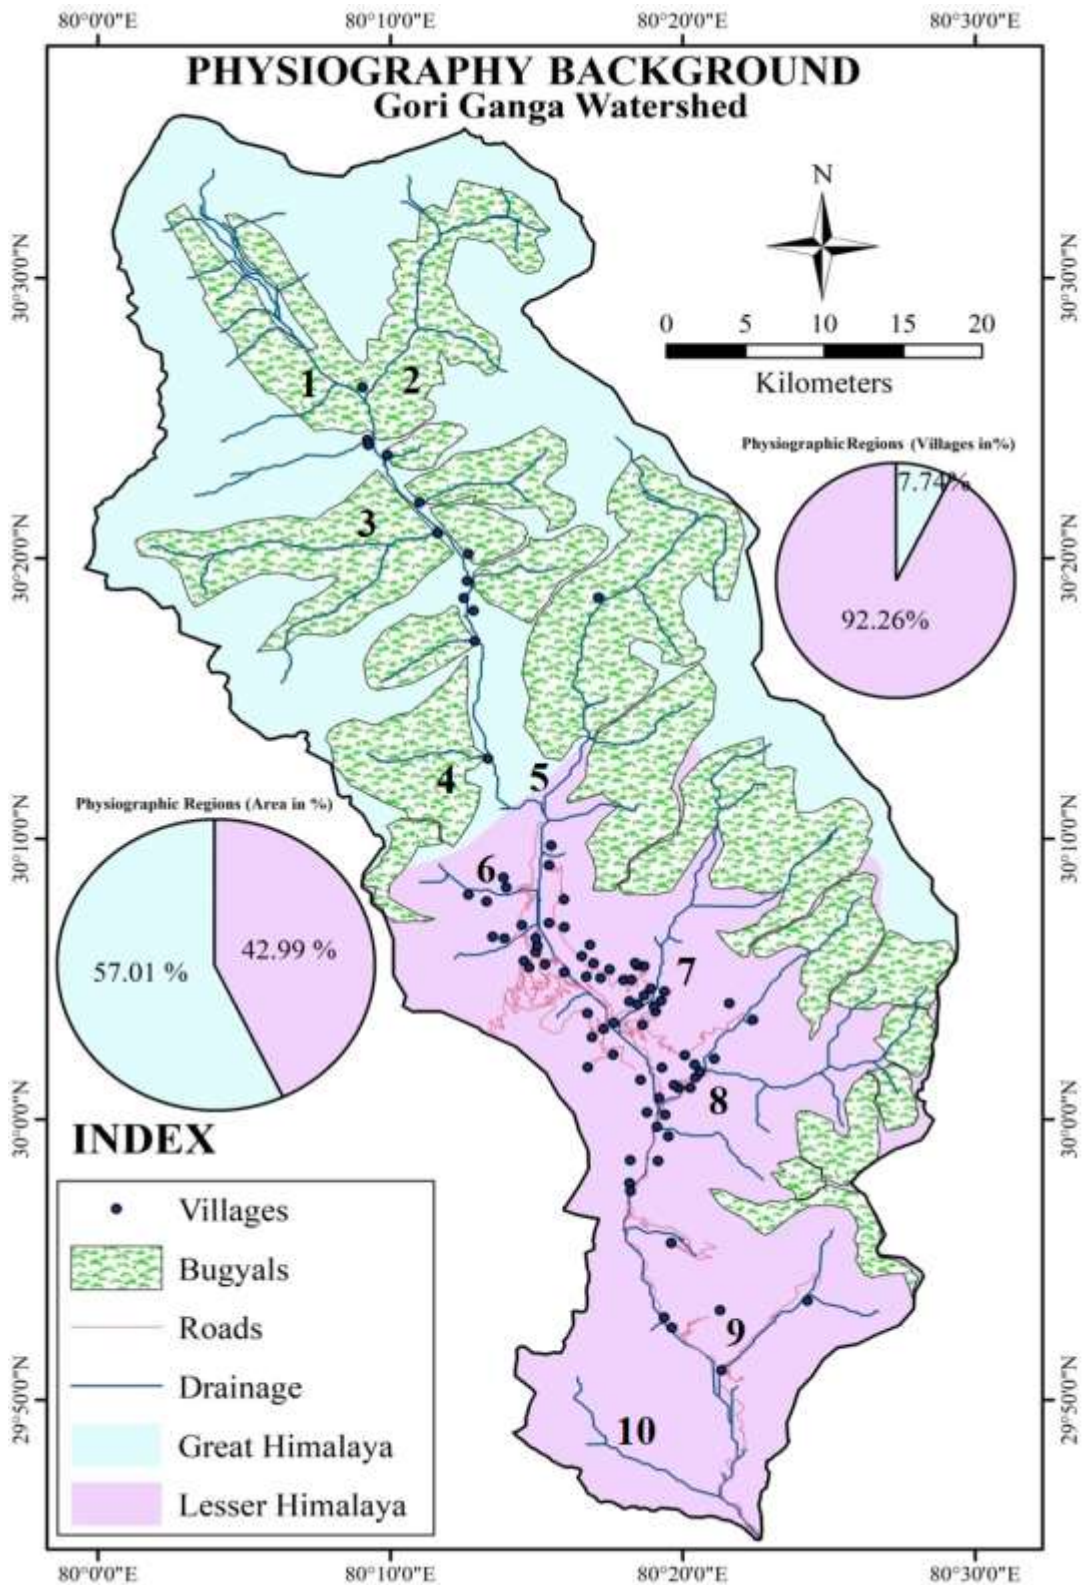 80°0'0"E 80°10'0"E 80°20'0"E 80°30'0"E
PHYSIOGRAPHY BACKGROUND
Gori Ganga Watershed
N
30°30'0"N
30°30'0"N
0 5 10 15 20
Kilometers
1
2
Physiographic Regions (Villages in%)
7.74%
92.26%
3
30°20'0"N
30°20'0"N
4
5
Physiographic Regions (Area in %)
57.01 %
42.99 %
30°10'0"N
30°10'0"N
6
7
8
30°0'0"N
30°0'0"N
INDEX
Villages
Bugyals
Roads
Drainage
Great Himalaya
Lesser Himalaya
9
10
29°50'0"N
29°50'0"N
80°0'0"E 80°10'0"E 80°20'0"E 80°30'0"E